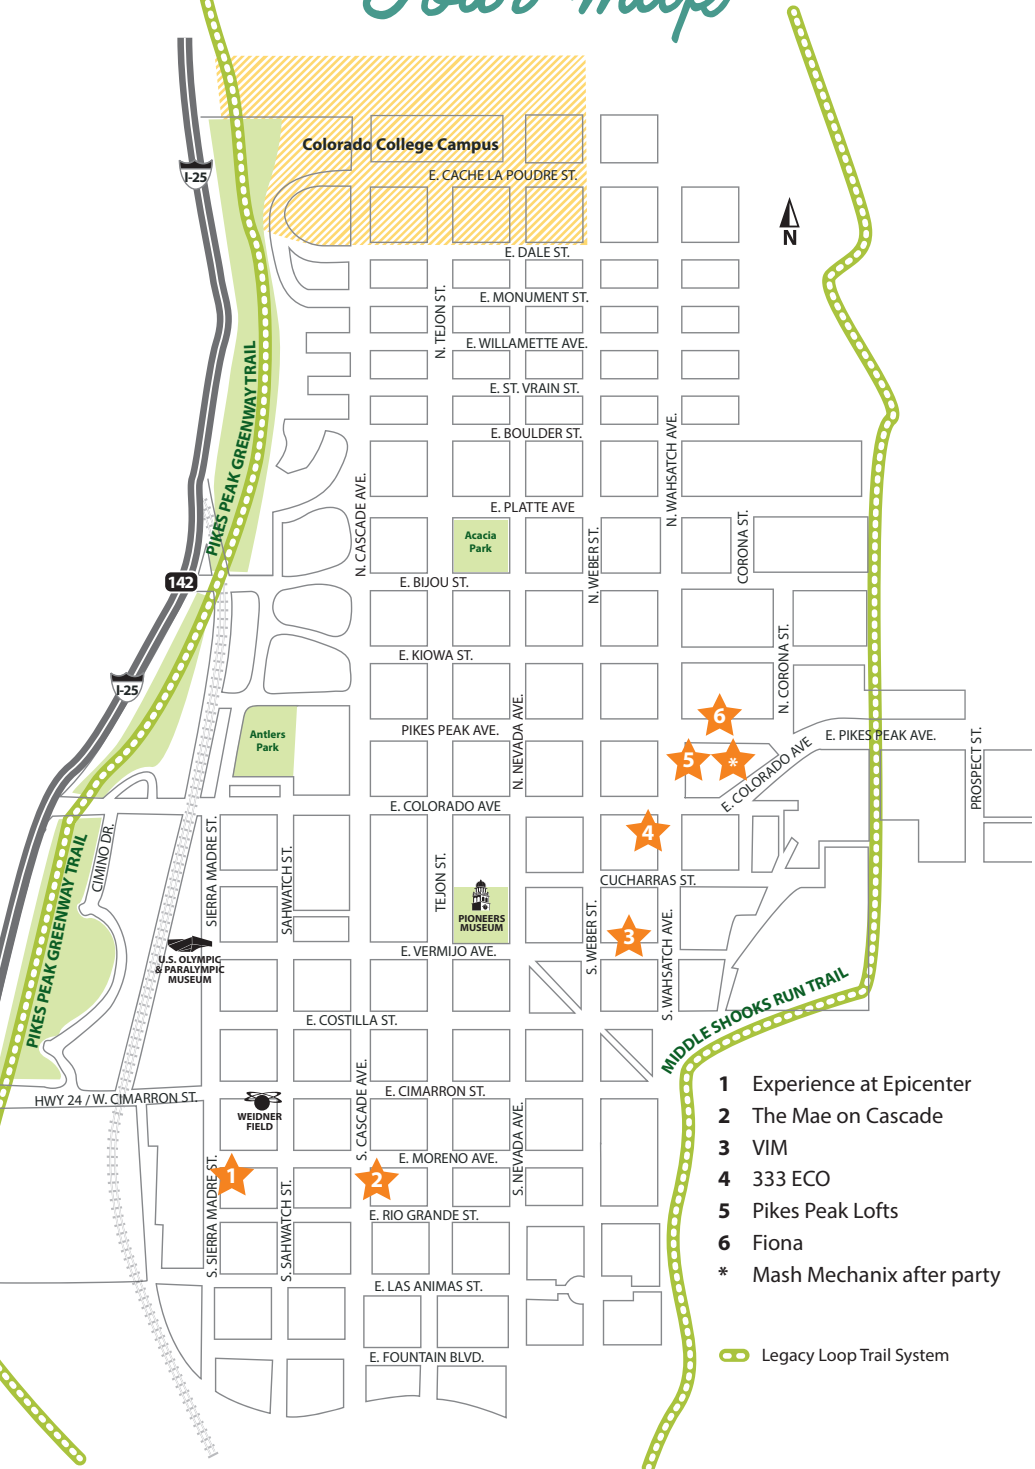 Tour Map
Colorado College Campus
E. CACHE LA POUDRE ST.
I-25
N
E. DALE ST.
E. MONUMENT ST.
N. TEJON ST.
E. WILLAMETTE AVE.
E. ST. VRAIN ST.
E. BOULDER ST.
PIKES PEAK GREENWAY TRAIL
N. WAHSATCH AVE.
N. CASCADE AVE.
E. PLATTE AVE
Acacia
Park
N. WEBER ST.
CORONA ST.
142
E. BIJOU ST.
N. CORONA ST.
E. KIOWA ST.
I-25
N. NEVADA AVE.
6
Antlers
Park
PIKES PEAK AVE.
E. PIKES PEAK AVE.
5
*
E. COLORADO AVE
PROSPECT ST.
E. COLORADO AVE
4
CIMINO DR.
SIERRA MADRE ST.
SAHWATCH ST.
TEJON ST.
CUCHARRAS ST.
PIKES PEAK GREENWAY TRAIL
PIONEERS
MUSEUM
S. WEBER ST.
3
S. WAHSATCH AVE.
E. VERMIJO AVE.
U.S. OLYMPIC
& PARALYMPIC
MUSEUM
MIDDLE SHOOKS RUN TRAIL
E. COSTILLA ST.
S. CASCADE AVE.
E. CIMARRON ST.
HWY 24 / W. CIMARRON ST.
WEIDNER
FIELD
S. NEVADA AVE.
E. MORENO AVE.
1
2
S. SIERRA MADRE ST.
S. SAHWATCH ST.
E. RIO GRANDE ST.
E. LAS ANIMAS ST.
E. FOUNTAIN BLVD.
1 Experience at Epicenter
2 The Mae on Cascade
3 VIM
4 333 ECO
5 Pikes Peak Lofts
6 Fiona
* Mash Mechanix after party
Legacy Loop Trail System